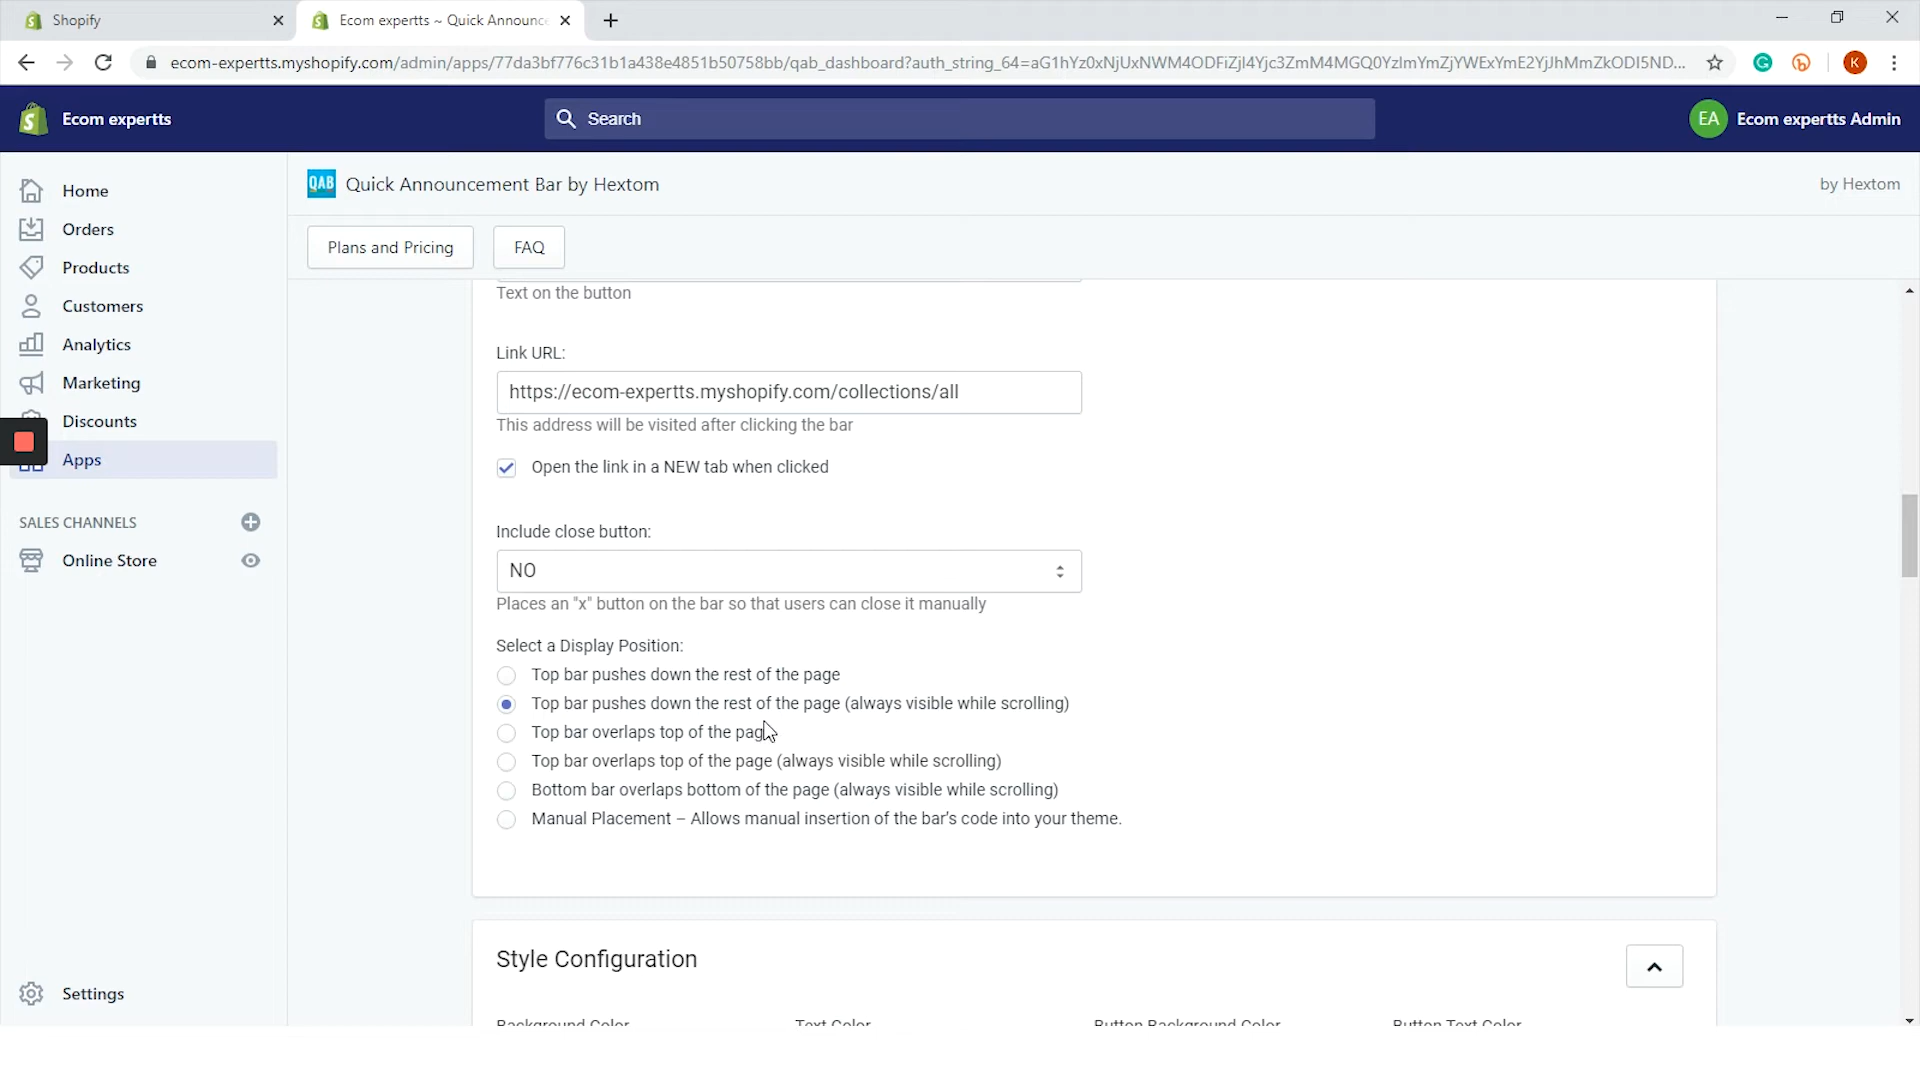 Shopify
Ecom expertts ~ Quick Announce
ecom-expertts.myshopify.com/admin/apps/77da3bf776c31b1a438e4851b50758bb/qab_dashboard?auth_string_64=aG1hYz0xNjUxNWM4ODFiZjI4Yjc3ZmM4MGQ0YzImYmZjYWExYmE2YjJhMmZkODI5ND...
K
Ecom expertts
Search
EA
Ecom expertts Admin
QAB
Quick Announcement Bar by Hextom
by Hextom
Plans and Pricing
FAQ
Home
Orders
Products
Customers
Analytics
Marketing
Discounts
Apps
SALES CHANNELS
Online Store
Settings
Text on the button
Link URL:
https://ecom-expertts.myshopify.com/collections/all
This address will be visited after clicking the bar
Open the link in a NEW tab when clicked
Include close button:
NO
Places an "x" button on the bar so that users can close it manually
Select a Display Position:
Top bar pushes down the rest of the page
Top bar pushes down the rest of the page (always visible while scrolling)
Top bar overlaps top of the page
Top bar overlaps top of the page (always visible while scrolling)
Bottom bar overlaps bottom of the page (always visible while scrolling)
Manual Placement – Allows manual insertion of the bar's code into your theme.
Style Configuration
Background Color
Text Color
Button Background Color
Button Text Color